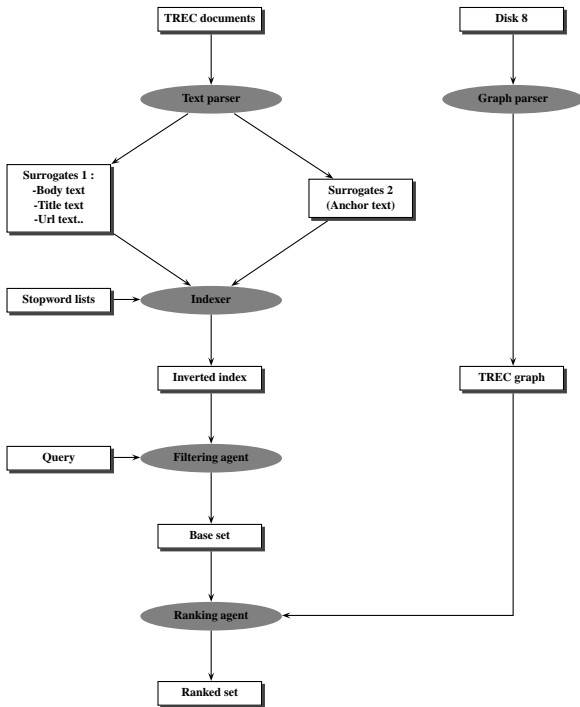 TREC documents
Disk 8
Text parser
Graph parser
Surrogates 1 :
-Body text
-Title text
-Url text..
Surrogates 2
(Anchor text)
Stopword lists
Indexer
Inverted index
TREC graph
Query
Filtering agent
Base set
Ranking agent
Ranked set